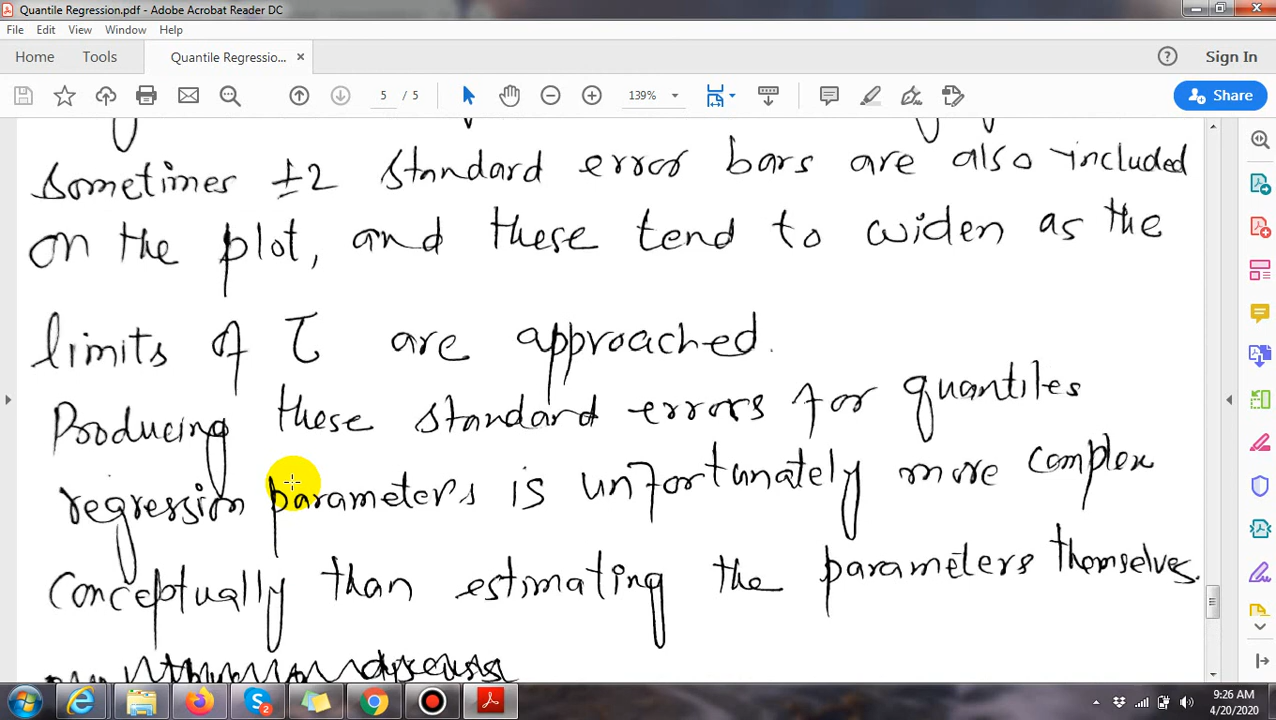 Quantile Regression.pdf - Adobe Acrobat Reader DC
File Edit View Window Help
Home Tools Quantile Regressio... × Sign In
5 / 5 139% Share
Sometimes ±2 standard error bars are also included
on the plot, and these tend to widen as the
limits of τ are approached.
Producing these standard errors for quantiles
regression parameters is unfortunately more complex
conceptually than estimating the parameters themselves.
discuss
9:26 AM
4/20/2020